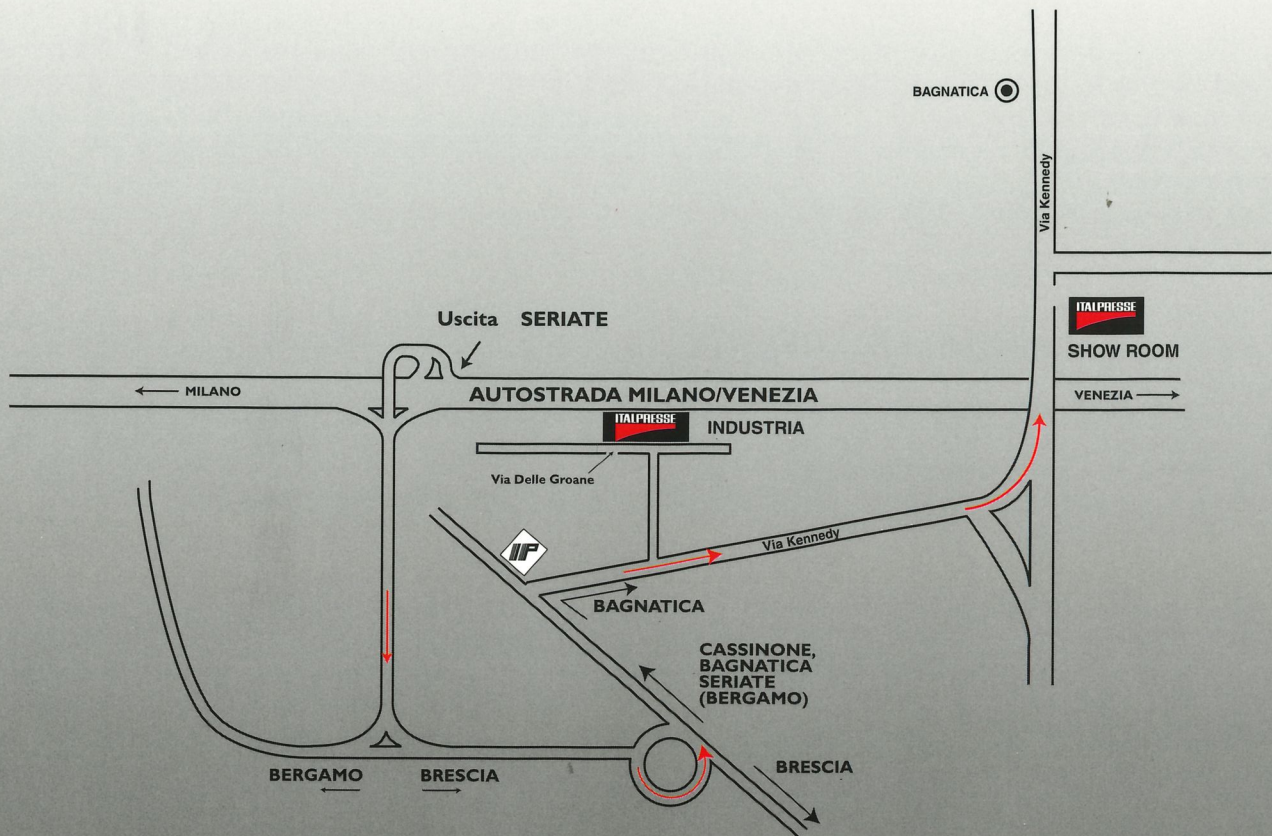 BAGNATICA
Via Kennedy
ITALPRESSE
SHOW ROOM
Uscita SERIATE
MILANO
AUTOSTRADA MILANO/VENEZIA
VENEZIA
ITALPRESSE
INDUSTRIA
Via Delle Groane
IP
Via Kennedy
BAGNATICA
CASSINONE,
BAGNATICA
SERIATE
(BERGAMO)
BERGAMO
BRESCIA
BRESCIA